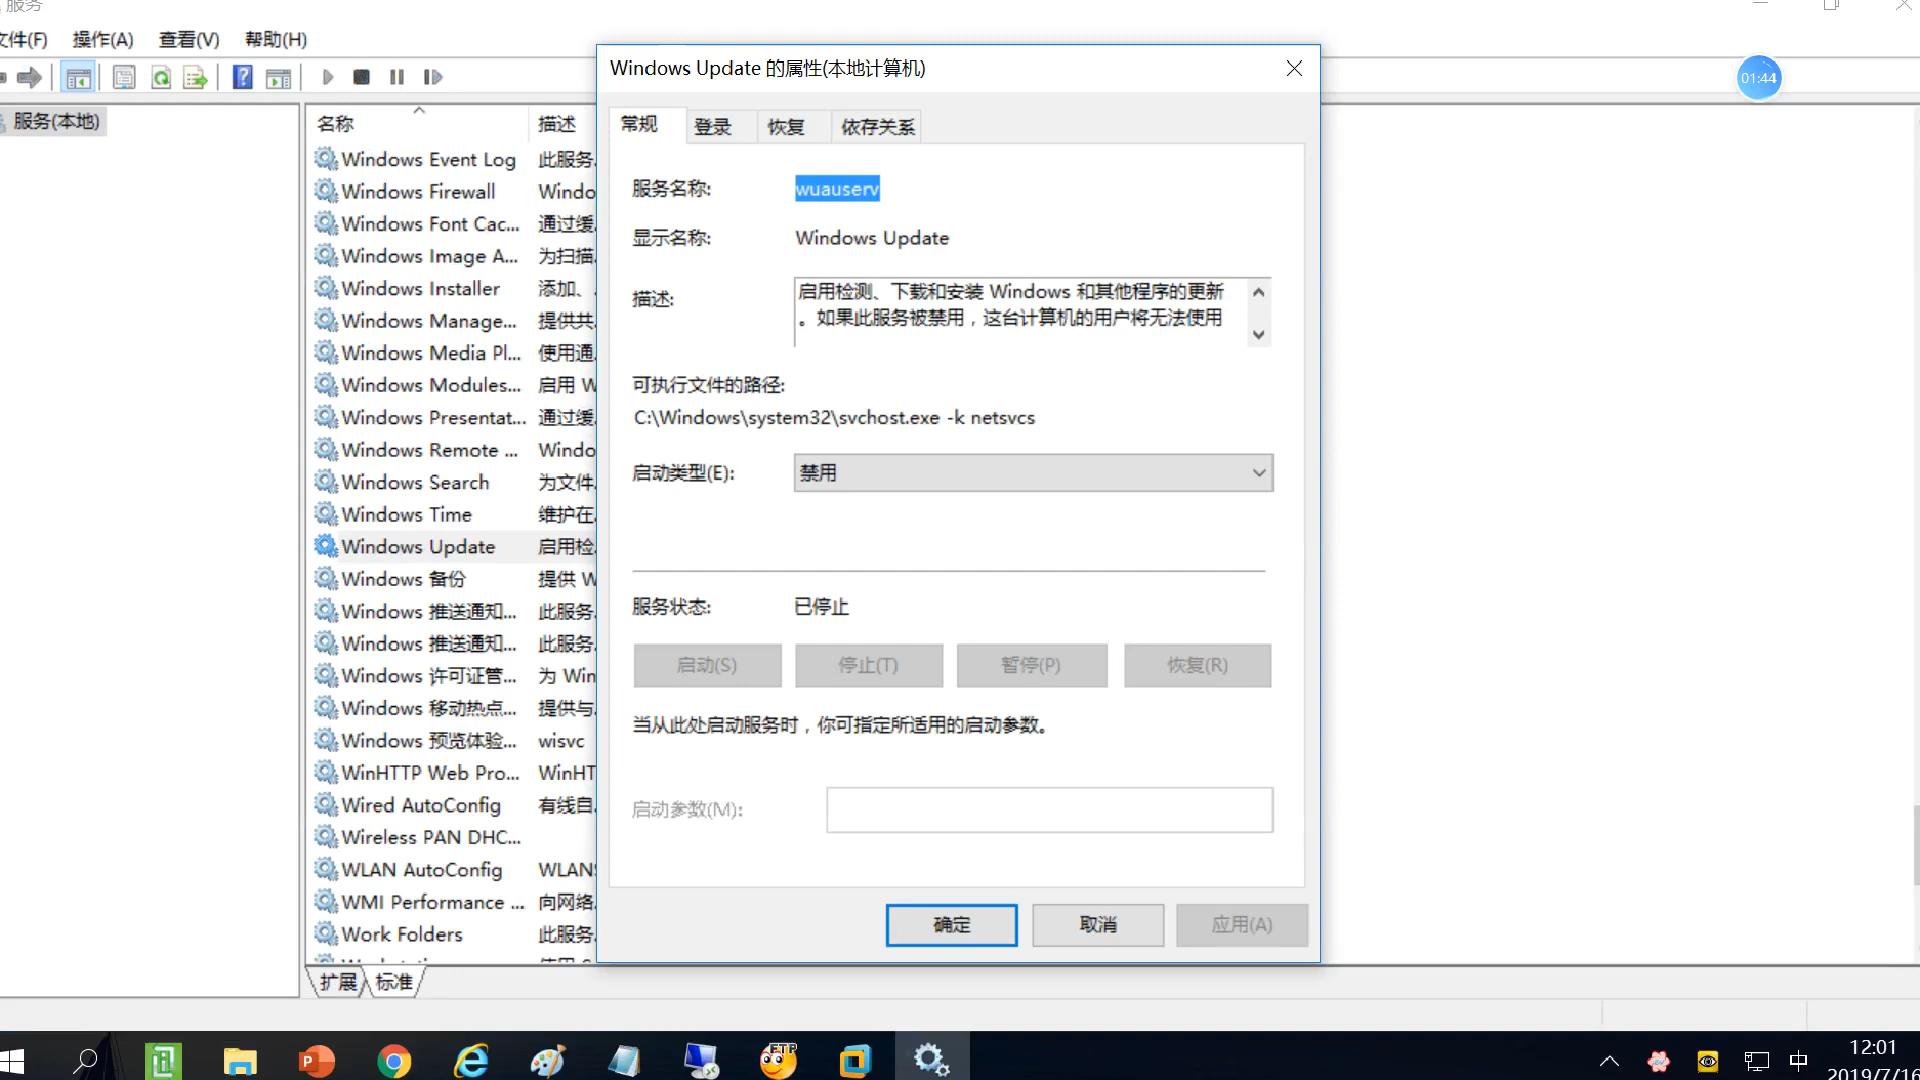 服务
文件(F) 操作(A) 查看(V) 帮助(H)
01:44
服务(本地)
名称 描述
Windows Event Log 此服务.
Windows Firewall Windo
Windows Font Cac... 通过缓.
Windows Image A... 为扫描.
Windows Installer 添加、.
Windows Manage... 提供共.
Windows Media Pl... 使用通.
Windows Modules... 启用 W
Windows Presentat... 通过缓.
Windows Remote ... Windo
Windows Search 为文件.
Windows Time 维护在.
Windows Update 启用检.
Windows 备份 提供 W
Windows 推送通知... 此服务.
Windows 推送通知... 此服务.
Windows 许可证管... 为 Win
Windows 移动热点... 提供与.
Windows 预览体验... wisvc
WinHTTP Web Pro... WinHT
Wired AutoConfig 有线自.
Wireless PAN DHC...
WLAN AutoConfig WLANS
WMI Performance ... 向网络.
Work Folders 此服务.
扩展 标准
Windows Update 的属性(本地计算机)
常规 登录 恢复 依存关系
服务名称: wuauserv
显示名称: Windows Update
描述: 启用检测、下载和安装 Windows 和其他程序的更新
。如果此服务被禁用，这台计算机的用户将无法使用
可执行文件的路径:
C:\Windows\system32\svchost.exe -k netsvcs
启动类型(E): 禁用
服务状态: 已停止
启动(S) 停止(T) 暂停(P) 恢复(R)
当从此处启动服务时，你可指定所适用的启动参数。
启动参数(M):
确定 取消 应用(A)
FTP
中
12:01
2019/7/16